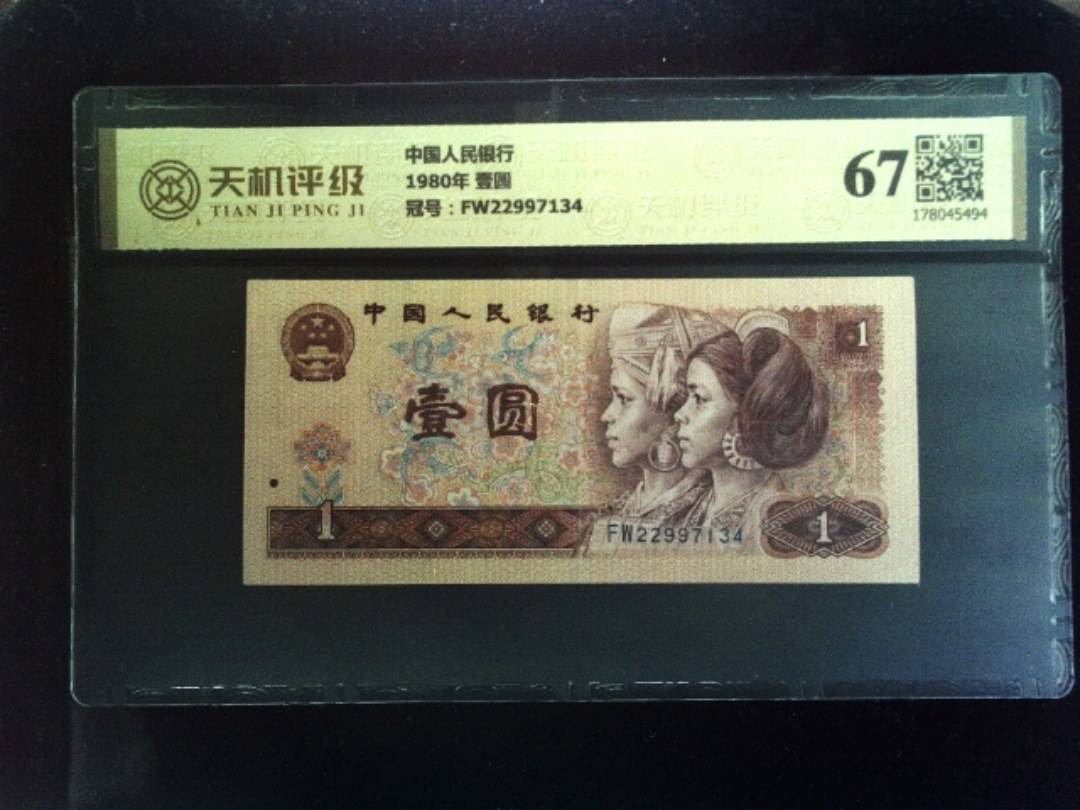 天机评级
TIAN JI PING JI
中国人民银行
1980年 壹圆
冠号：FW22997134
67
178045494
中国人民银行
1
壹圆
1
FW22997134
1